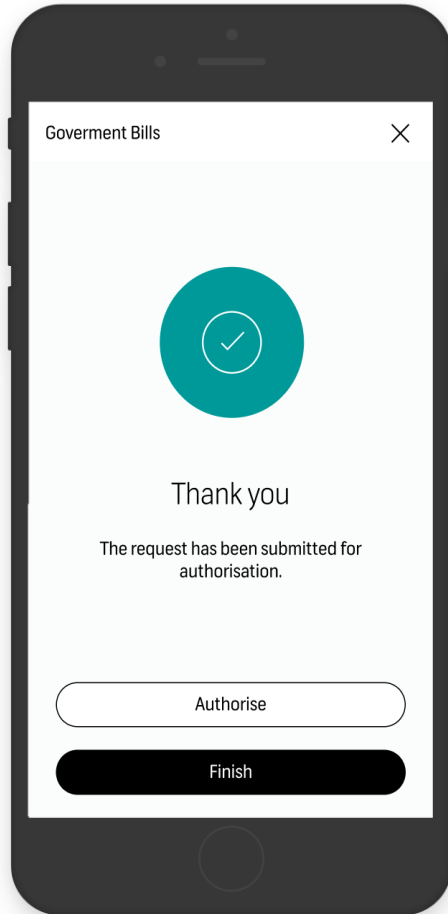 Goverment Bills
Thank you
The request has been submitted for
authorisation.
Authorise
Finish